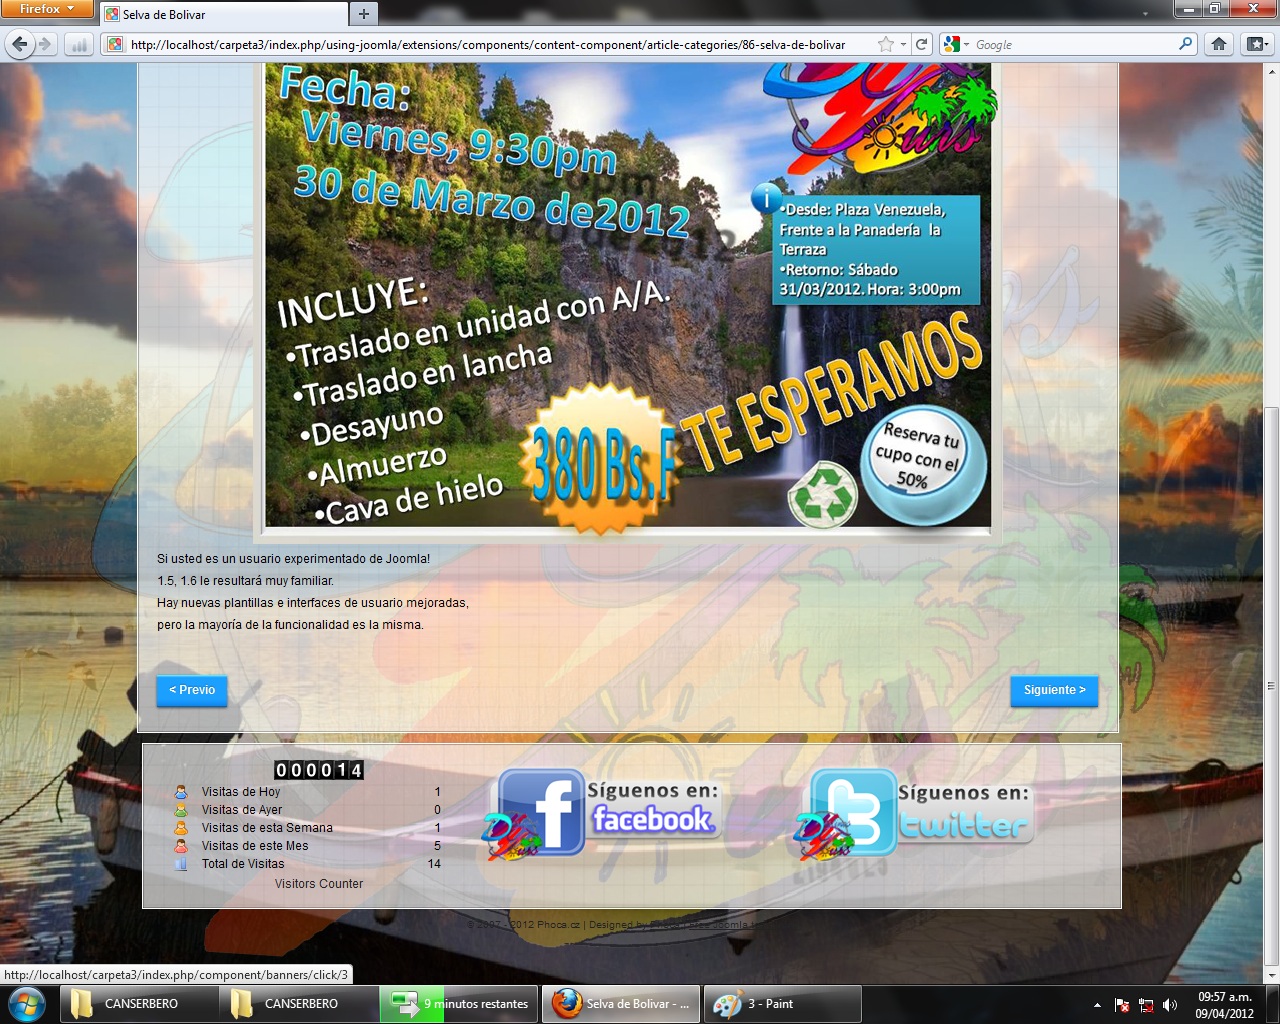 Firefox
Selva de Bolivar
http://localhost/carpeta3/index.php/using-joomla/extensions/components/content-component/article-categories/86-selva-de-bolivar
Google
Fecha:
Viernes, 9:30pm
30 de Marzo de2012
urs
i
•Desde: Plaza Venezuela,
Frente a la Panadería la
Terraza
•Retorno: Sábado
31/03/2012. Hora: 3:00pm
INCLUYE:
•Traslado en unidad con A/A.
•Traslado en lancha
•Desayuno
•Almuerzo
•Cava de hielo
380 Bs.F
TE ESPERAMOS
Reserva tu
cupo con el
50%
Si usted es un usuario experimentado de Joomla!
1.5, 1.6 le resultará muy familiar.
Hay nuevas plantillas e interfaces de usuario mejoradas,
pero la mayoría de la funcionalidad es la misma.
< Previo
Siguiente >
000014
Visitas de Hoy 1
Visitas de Ayer 0
Visitas de esta Semana 1
Visitas de este Mes 5
Total de Visitas 14
Visitors Counter
Síguenos en:
facebook.
Síguenos en:
twitter
© 2007 - 2012 Phoca.cz | Designed by
http://localhost/carpeta3/index.php/component/banners/click/3
CANSERBERO
CANSERBERO
9 minutos restantes
Selva de Bolivar - ...
3 - Paint
09:57 a.m.
09/04/2012